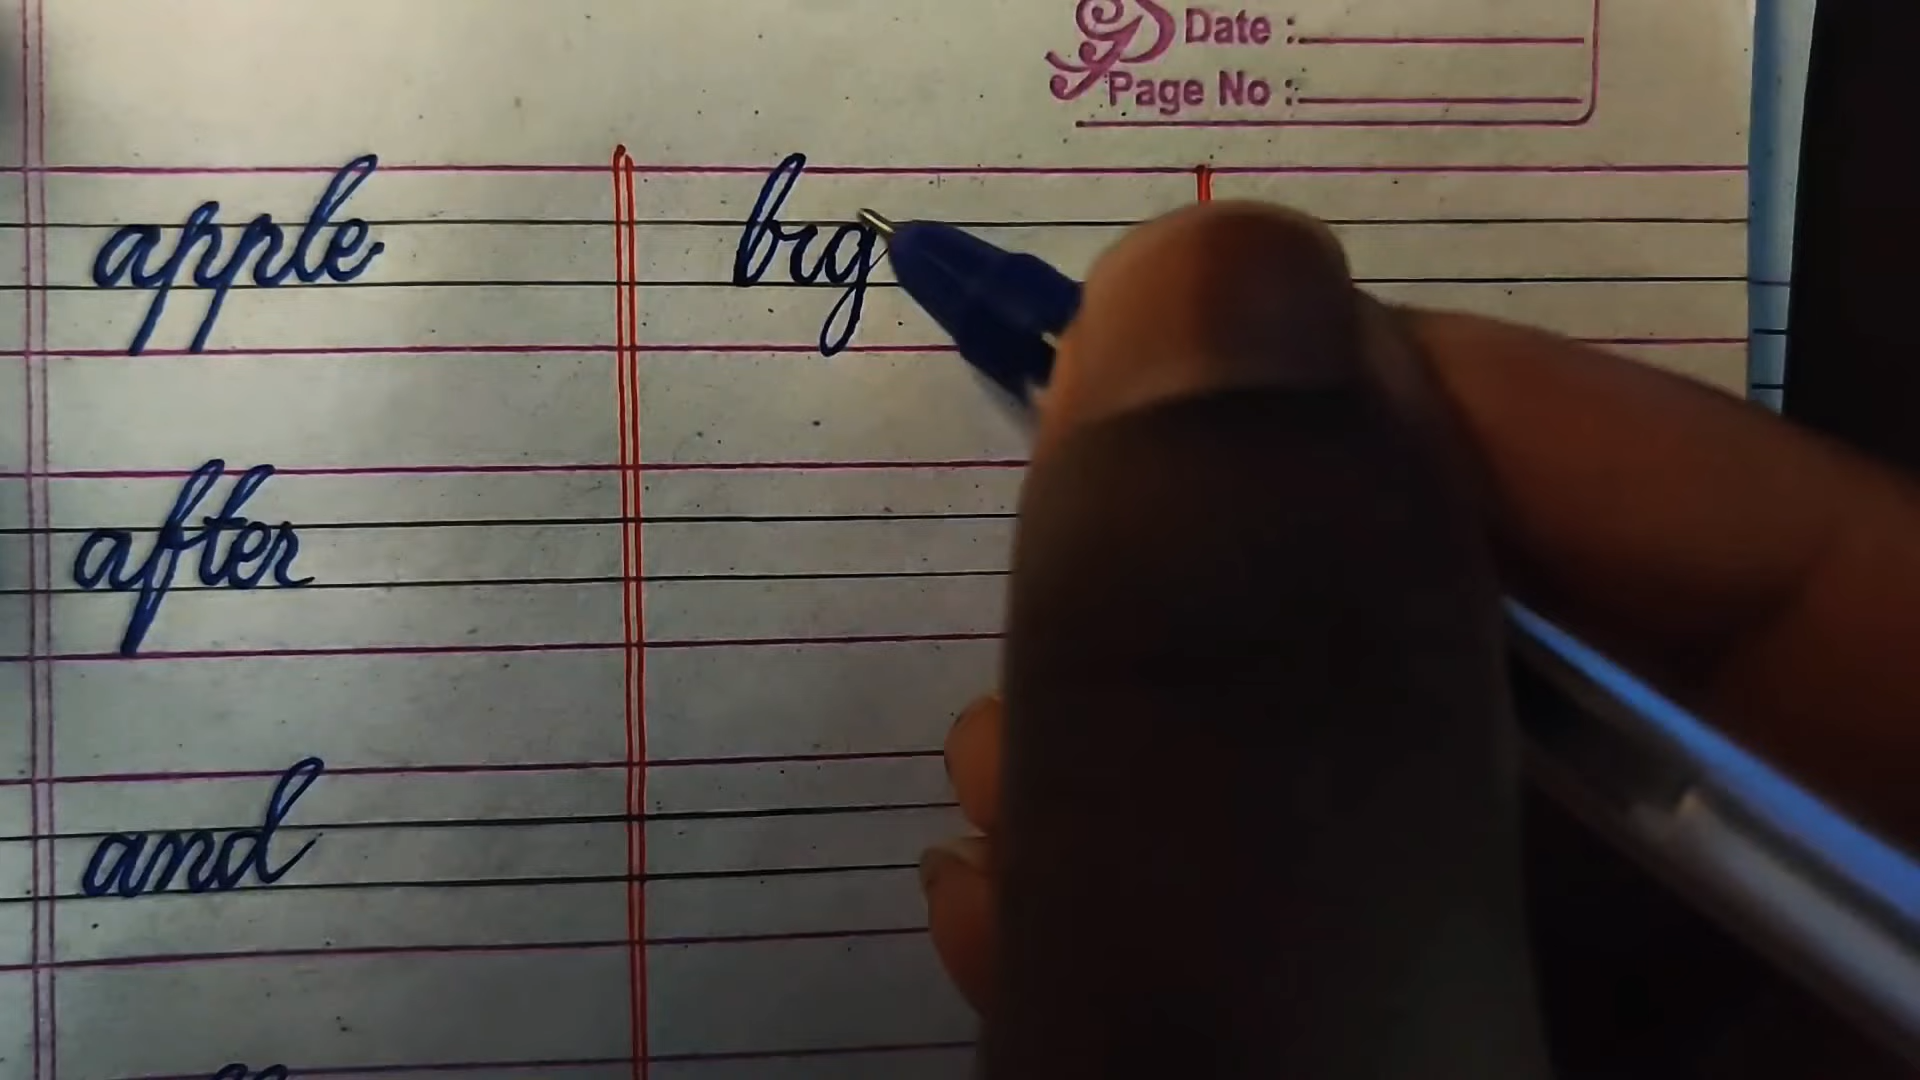 Date :
Page No :
apple
big
after
and